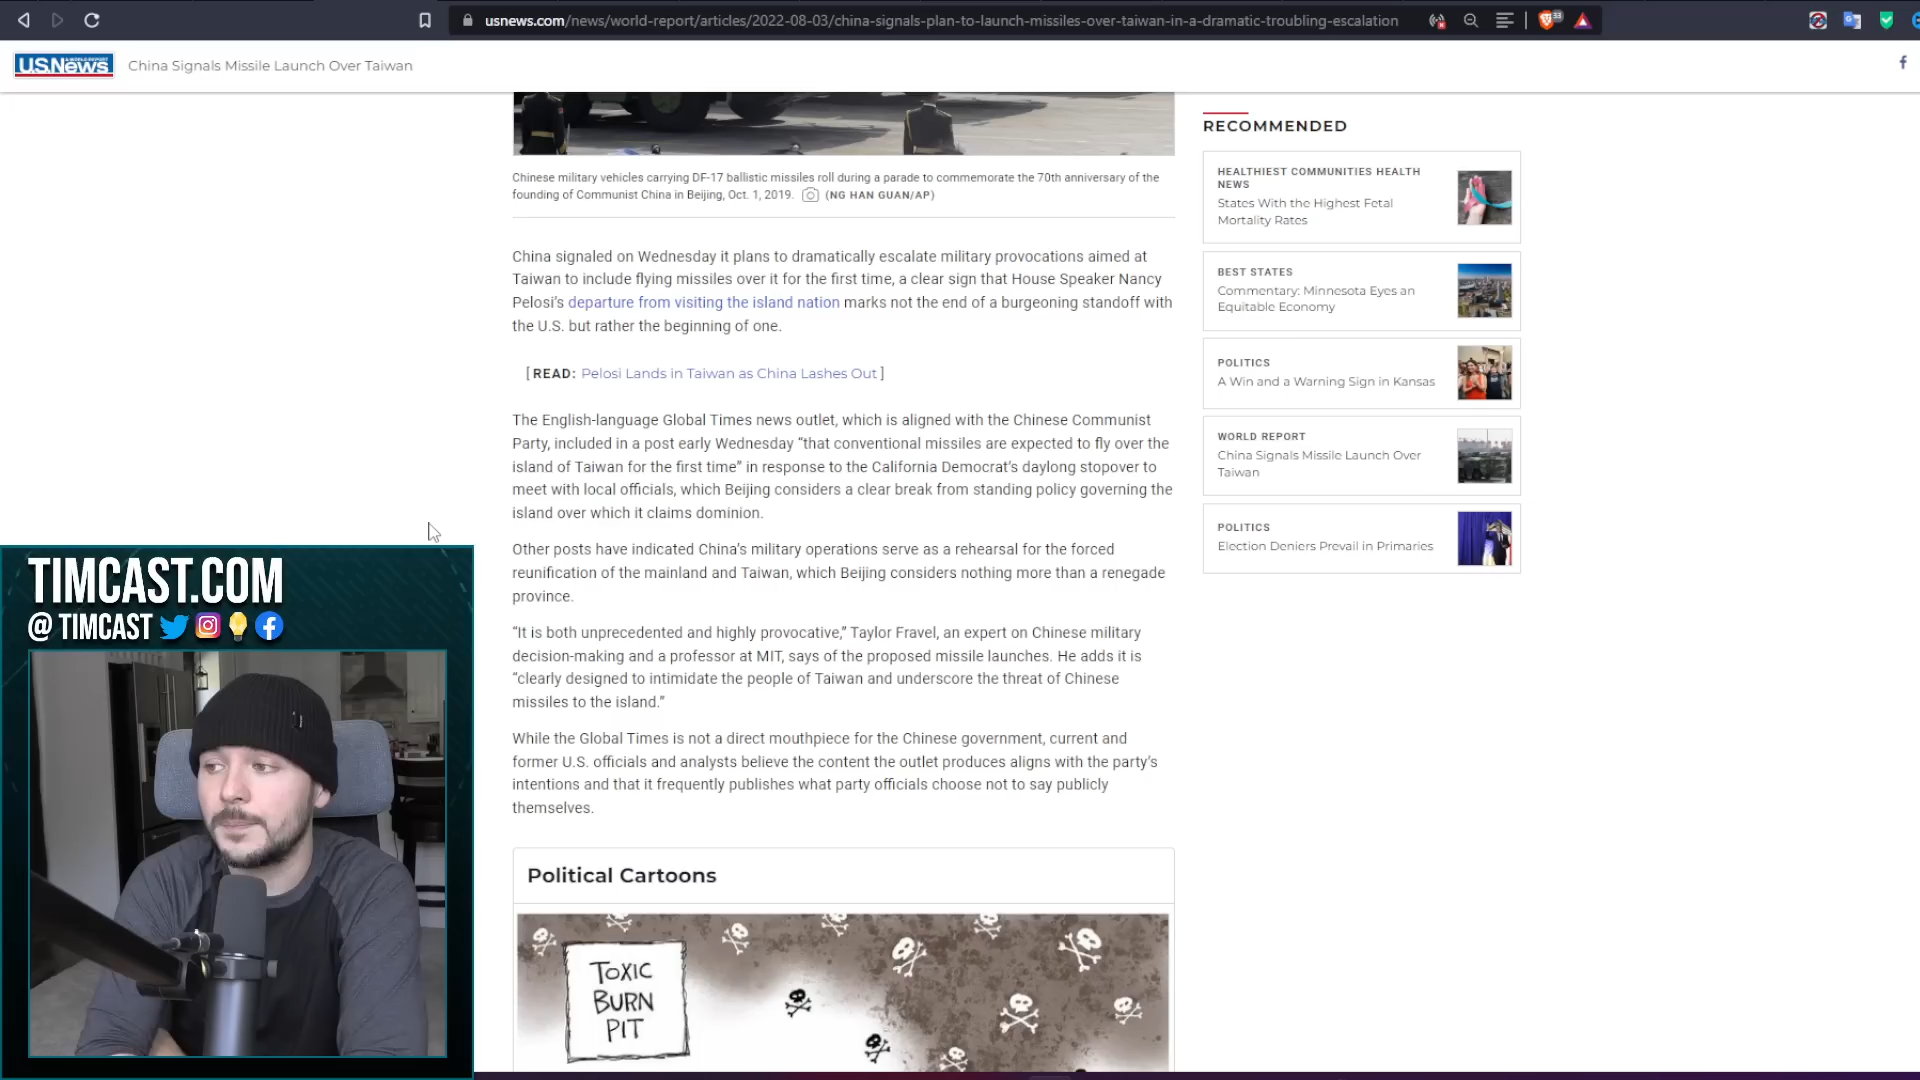 usnews.com/news/world-report/articles/2022-08-03/china-signals-plan-to-launch-missiles-over-taiwan-in-a-dramatic-troubling-escalation
33
U.S.News
China Signals Missile Launch Over Taiwan
Chinese military vehicles carrying DF-17 ballistic missiles roll during a parade to commemorate the 70th anniversary of the
founding of Communist China in Beijing, Oct. 1, 2019. (NG HAN GUAN/AP)
China signaled on Wednesday it plans to dramatically escalate military provocations aimed at
Taiwan to include flying missiles over it for the first time, a clear sign that House Speaker Nancy
Pelosi’s departure from visiting the island nation marks not the end of a burgeoning standoff with
the U.S. but rather the beginning of one.
[ READ: Pelosi Lands in Taiwan as China Lashes Out ]
The English-language Global Times news outlet, which is aligned with the Chinese Communist
Party, included in a post early Wednesday “that conventional missiles are expected to fly over the
island of Taiwan for the first time” in response to the California Democrat’s daylong stopover to
meet with local officials, which Beijing considers a clear break from standing policy governing the
island over which it claims dominion.
Other posts have indicated China’s military operations serve as a rehearsal for the forced
reunification of the mainland and Taiwan, which Beijing considers nothing more than a renegade
province.
“It is both unprecedented and highly provocative,” Taylor Fravel, an expert on Chinese military
decision-making and a professor at MIT, says of the proposed missile launches. He adds it is
“clearly designed to intimidate the people of Taiwan and underscore the threat of Chinese
missiles to the island.”
While the Global Times is not a direct mouthpiece for the Chinese government, current and
former U.S. officials and analysts believe the content the outlet produces aligns with the party’s
intentions and that it frequently publishes what party officials choose not to say publicly
themselves.
Political Cartoons
TOXIC
BURN
PIT
RECOMMENDED
HEALTHIEST COMMUNITIES HEALTH
NEWS
States With the Highest Fetal
Mortality Rates
BEST STATES
Commentary: Minnesota Eyes an
Equitable Economy
POLITICS
A Win and a Warning Sign in Kansas
WORLD REPORT
China Signals Missile Launch Over
Taiwan
POLITICS
Election Deniers Prevail in Primaries
TIMCAST.COM
@ TIMCAST